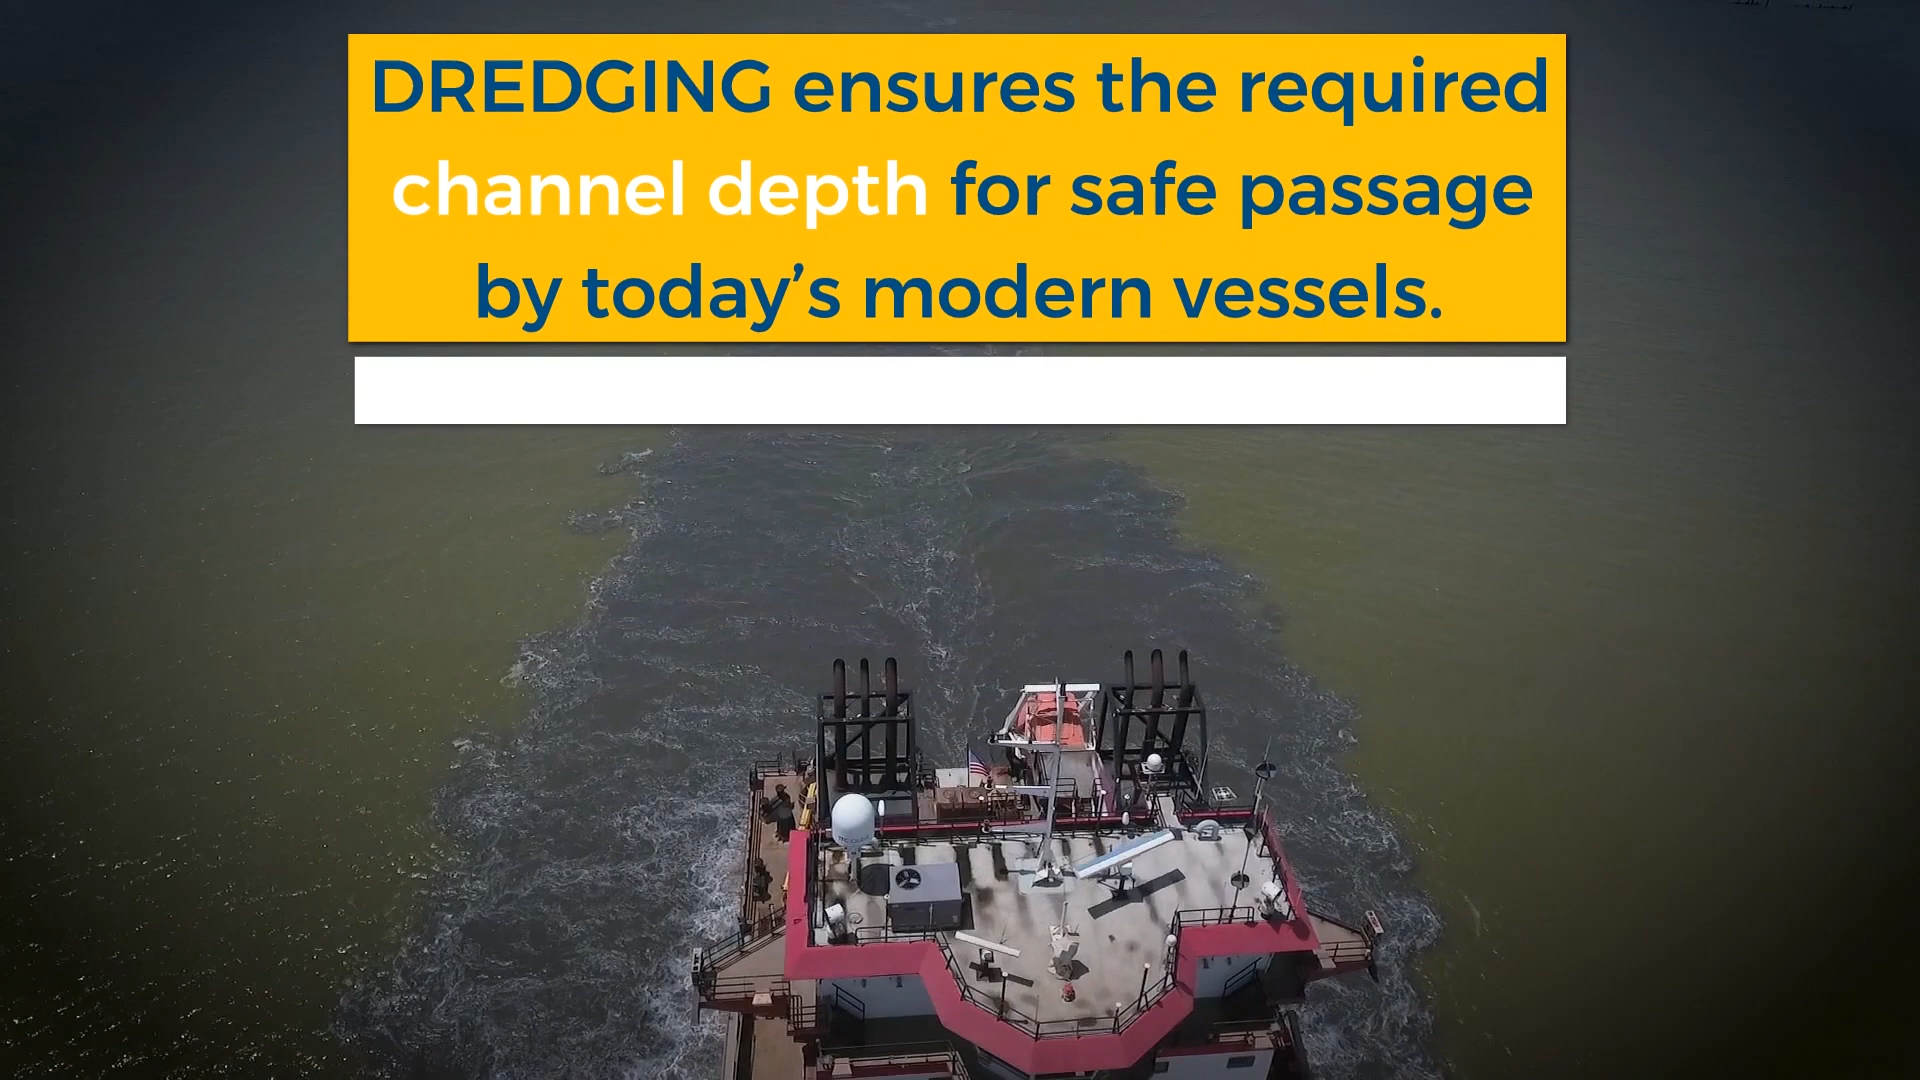 DREDGING ensures the required
channel depth for safe passage
by today’s modern vessels.